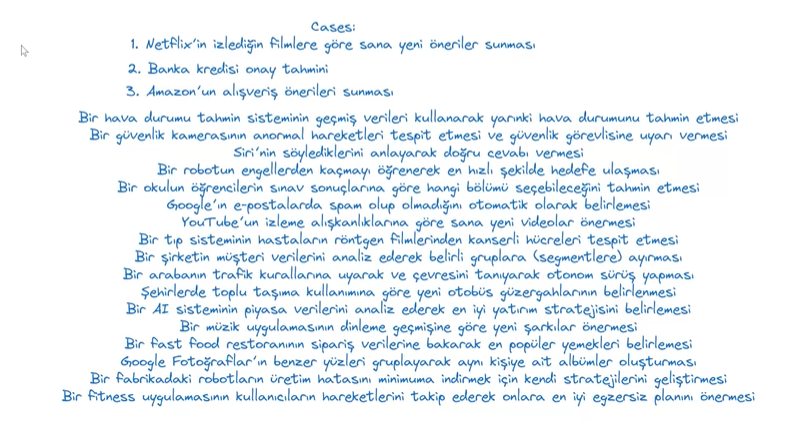 Cases:
1. Netflix'in izlediğin filmlere göre sana yeni öneriler sunması
2. Banka kredisi onay tahmini
3. Amazon'un alışveriş önerileri sunması
Bir hava durumu tahmin sisteminin geçmiş verileri kullanarak yarınki hava durumunu tahmin etmesi
Bir güvenlik kamerasının anormal hareketleri tespit etmesi ve güvenlik görevlisine uyarı vermesi
Siri'nin söylediklerini anlayarak doğru cevabı vermesi
Bir robotun engellerden kaçmayı öğrenerek en hızlı şekilde hedefe ulaşması
Bir okulun öğrencilerin sınav sonuçlarına göre hangi bölümü seçebileceğini tahmin etmesi
Google'ın e-postalarda spam olup olmadığını otomatik olarak belirlemesi
YouTube'un izleme alışkanlıklarına göre sana yeni videolar önermesi
Bir tıp sisteminin hastaların röntgen filmlerinden kanserli hücreleri tespit etmesi
Bir şirketin müşteri verilerini analiz ederek belirli gruplara (segmentlere) ayırması
Bir arabanın trafik kurallarına uyarak ve çevresini tanıyarak otonom sürüş yapması
Şehirlerde toplu taşıma kullanımına göre yeni otobüs güzergahlarının belirlenmesi
Bir AI sisteminin piyasa verilerini analiz ederek en iyi yatırım stratejisini belirlemesi
Bir müzik uygulamasının dinleme geçmişine göre yeni şarkılar önermesi
Bir fast food restoranının sipariş verilerine bakarak en popüler yemekleri belirlemesi
Google Fotoğraflar'ın benzer yüzleri gruplayarak aynı kişiye ait albümler oluşturması
Bir fabrikadaki robotların üretim hatasını minimuma indirmek için kendi stratejilerini geliştirmesi
Bir fitness uygulamasının kullanıcıların hareketlerini takip ederek onlara en iyi egzersiz planını önermesi